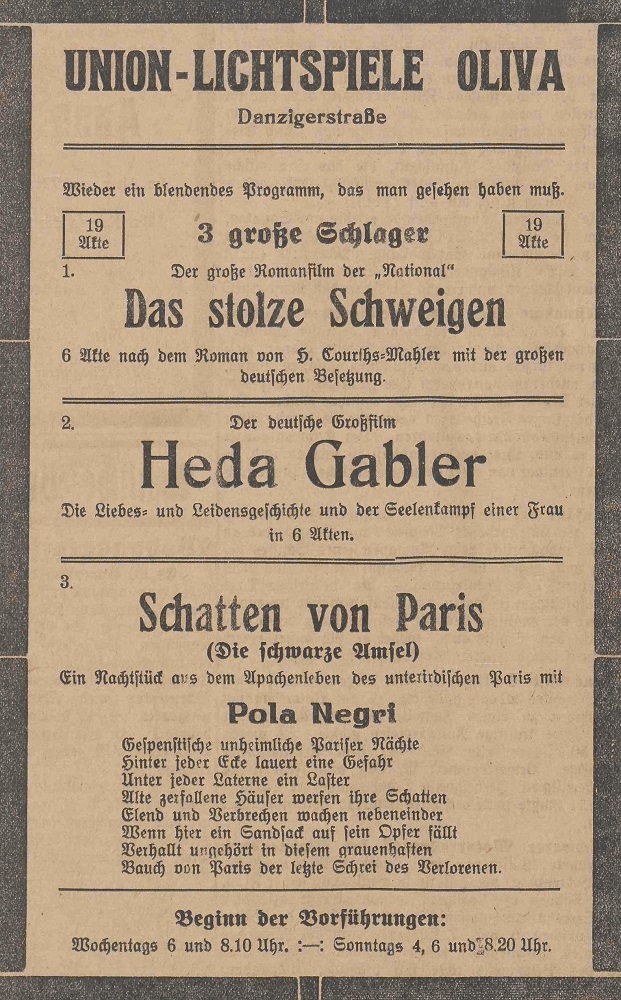 UNION-LICHTSPIELE OLIVA
Danzigerstraße
Wieder ein blendendes Programm, das man gesehen haben muß.
19 Akte
3 große Schlager
19 Akte
1. Der große Romanfilm der „National“
Das stolze Schweigen
6 Akte nach dem Roman von H. Courths-Mahler mit der großen
deutschen Besetzung.
2. Der deutsche Großfilm
Heda Gabler
Die Liebes- und Leidensgeschichte und der Seelenkampf einer Frau
in 6 Akten.
3.
Schatten von Paris
(Die schwarze Amsel)
Ein Nachtstück aus dem Apachenleben des unterirdischen Paris mit
Pola Negri
Gespenstische unheimliche Pariser Nächte
Hinter jeder Ecke lauert eine Gefahr
Unter jeder Laterne ein Laster
Alte zerfallene Häuser werfen ihre Schatten
Elend und Verbrechen wachen nebeneinder
Wenn hier ein Sandsack auf sein Opfer fällt
Verhallt ungehört in diesem grauenhaften
Bauch von Paris der letzte Schrei des Verlorenen.
Beginn der Vorführungen:
Wochentags 6 und 8.10 Uhr. :—: Sonntags 4, 6 und 8.20 Uhr.